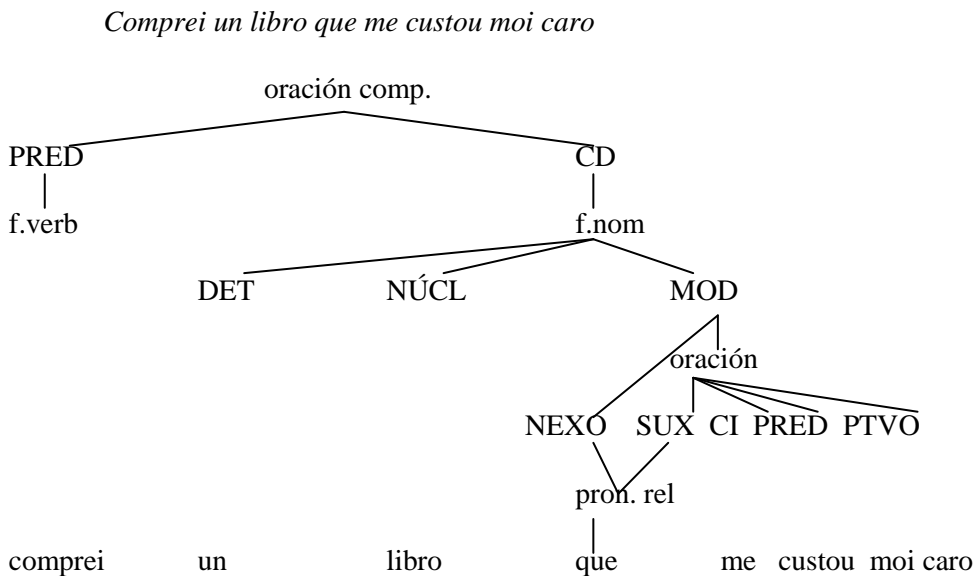 Comprei un libro que me custou moi caro
oración comp.
PRED CD
f.verb f.nom
DET NÚCL MOD
oración
NEXO SUX CI PRED PTVO
pron. rel
comprei un libro que me custou moi caro